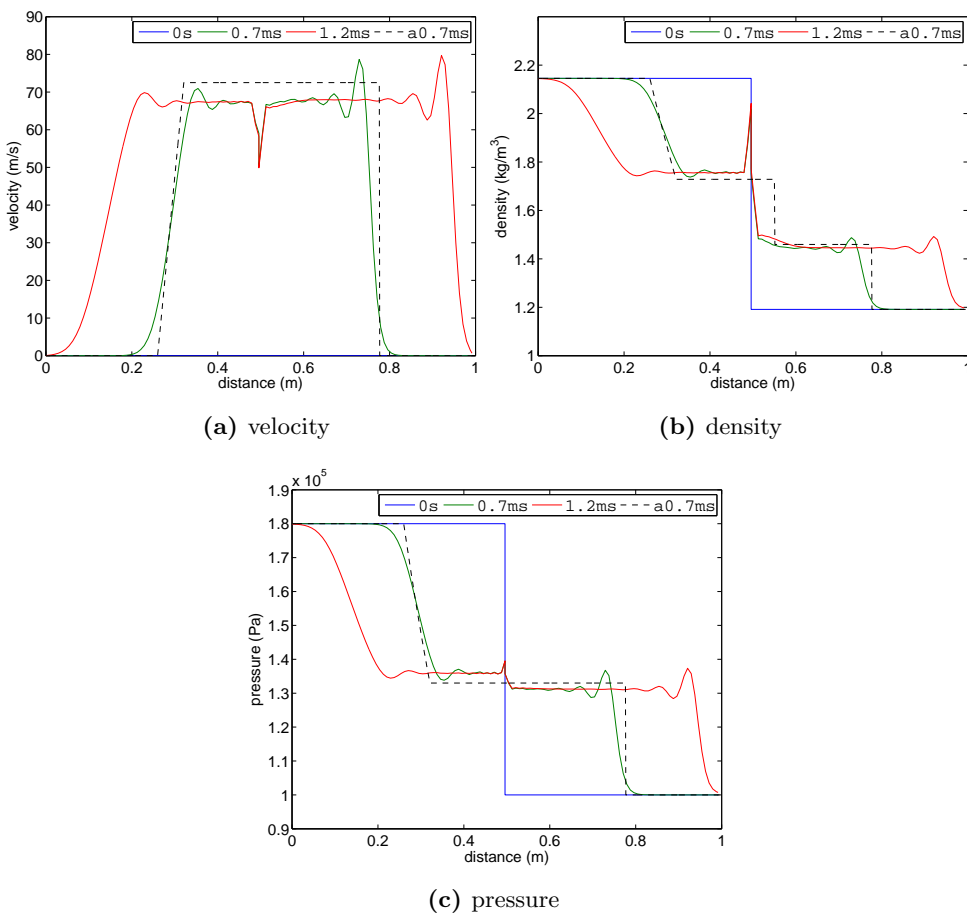 90
80
70
60
50
40
30
20
10
0
velocity (m/s)
0s 0.7ms 1.2ms a0.7ms
0 0.2 0.4 0.6 0.8 1
distance (m)
(a) velocity
2.2
2
1.8
1.6
1.4
1.2
1
density (kg/m³)
0s 0.7ms 1.2ms a0.7ms
0 0.2 0.4 0.6 0.8 1
distance (m)
(b) density
x 10⁵
1.9
1.8
1.7
1.6
1.5
1.4
1.3
1.2
1.1
1
0.9
pressure (Pa)
0s 0.7ms 1.2ms a0.7ms
0 0.2 0.4 0.6 0.8 1
distance (m)
(c) pressure